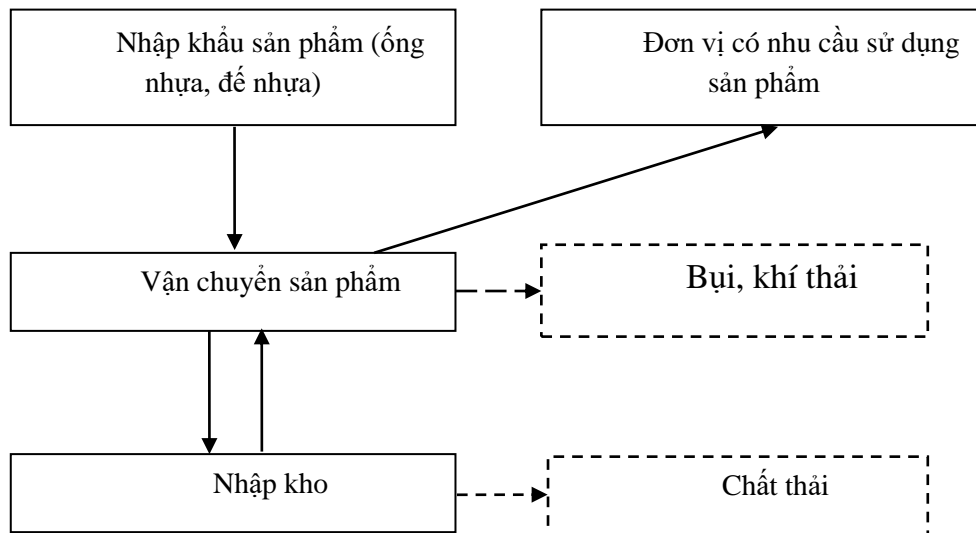 Nhập khẩu sản phẩm (ống
nhựa, đế nhựa)
Đơn vị có nhu cầu sử dụng
sản phẩm
Vận chuyển sản phẩm
Bụi, khí thải
Nhập kho
Chất thải